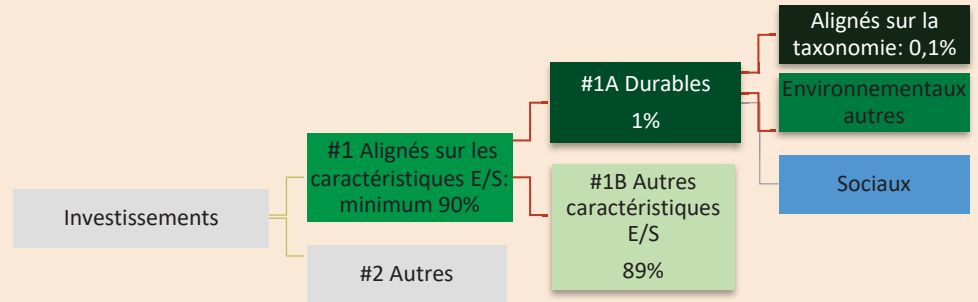 Investissements
#1 Alignés sur les
caractéristiques E/S:
minimum 90%
#2 Autres
#1A Durables
1%
#1B Autres
caractéristiques
E/S
89%
Alignés sur la
taxonomie: 0,1%
Environnementaux
autres
Sociaux